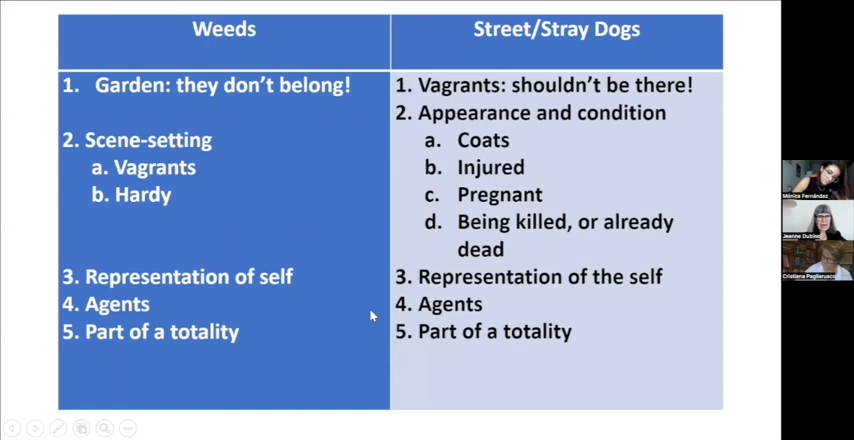 Weeds
Street/Stray Dogs
1. Garden: they don't belong!
2. Scene-setting
a. Vagrants
b. Hardy
3. Representation of self
4. Agents
5. Part of a totality
1. Vagrants: shouldn't be there!
2. Appearance and condition
a. Coats
b. Injured
c. Pregnant
d. Being killed, or already
dead
3. Representation of the self
4. Agents
5. Part of a totality
Mónica Fernández
Jeanne Dubino
Cristiana Pagliarusco